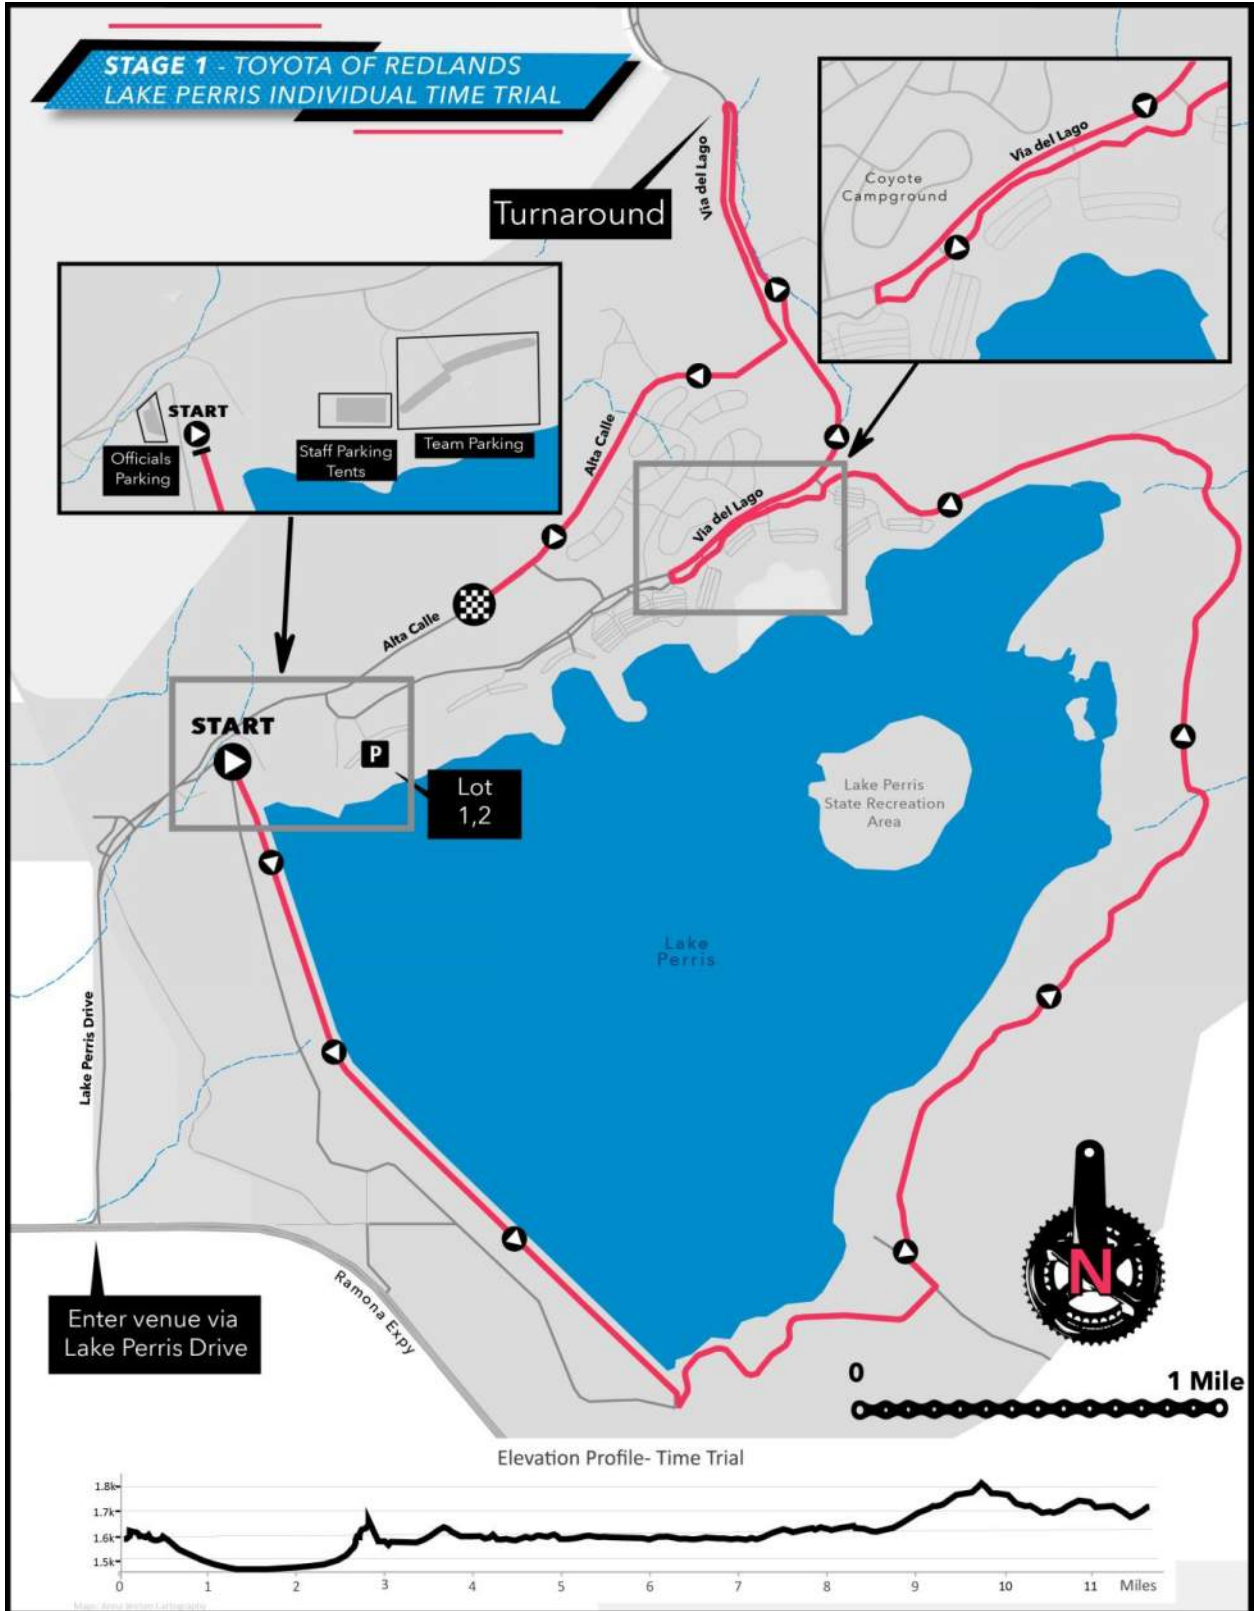 STAGE 1 - TOYOTA OF REDLANDS
LAKE PERRIS INDIVIDUAL TIME TRIAL
Turnaround
Via del Lago
Via del Lago
Coyote
Campground
START
Officials
Parking
Staff Parking
Tents
Team Parking
Alta Calle
Via del Lago
Alta Calle
START
P
Lot
1,2
Lake Perris
State Recreation
Area
Lake
Perris
Lake Perris Drive
Ramona Expy
Enter venue via
Lake Perris Drive
N
0
1 Mile
Elevation Profile- Time Trial
1.8k
1.7k
1.6k
1.5k
0 1 2 3 4 5 6 7 8 9 10 11 Miles